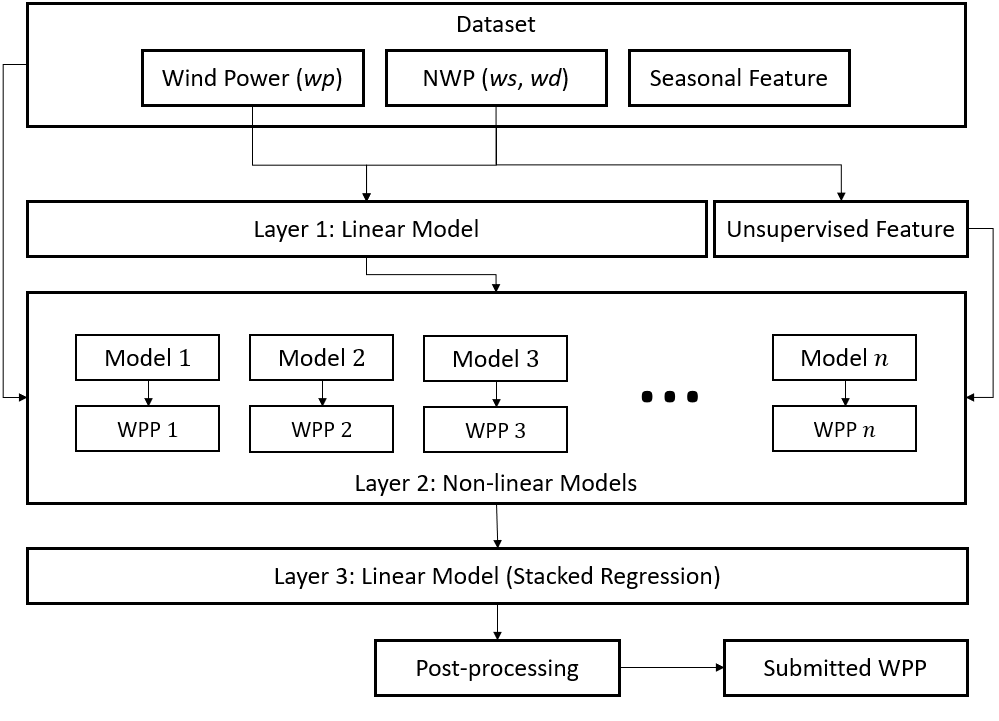 Dataset
Wind Power (wp)
NWP (ws, wd)
Seasonal Feature
Layer 1: Linear Model
Unsupervised Feature
Model 1
Model 2
Model 3
Model n
• • •
WPP 1
WPP 2
WPP 3
WPP n
Layer 2: Non-linear Models
Layer 3: Linear Model (Stacked Regression)
Post-processing
Submitted WPP